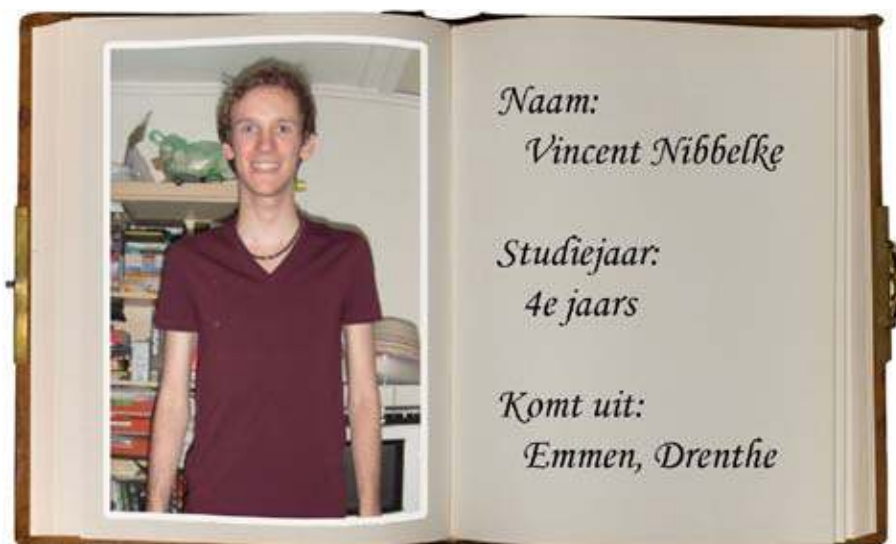 Naam:
Vincent Nibbelke
Studiejaar:
4e jaars
Komt uit:
Emmen, Drenthe